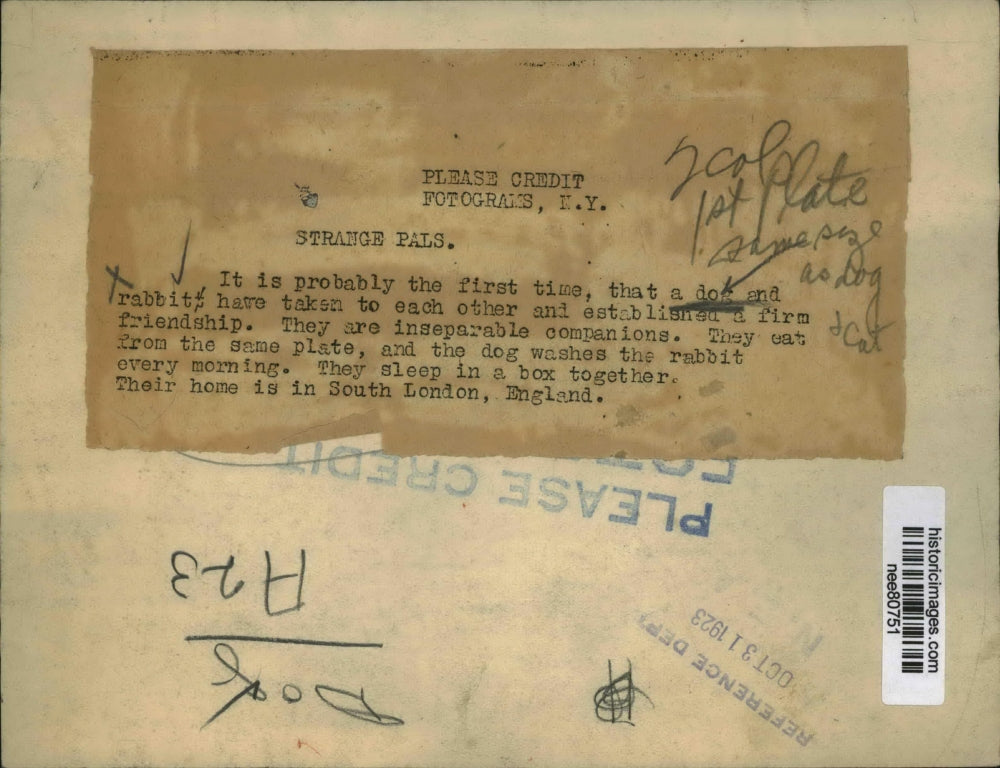 PLEASE CREDIT
FOTOGRAMS, N.Y.
STRANGE PALS.
It is probably the first time, that a dog and
rabbit, have taken to each other and established a firm
friendship. They are inseparable companions. They eat
from the same plate, and the dog washes the rabbit
every morning. They sleep in a box together.
Their home is in South London, England.
2 col
1st Plate
same size
as dog
& Cat
PLEASE CREDIT
A23
Dogs
REFERENCE DEPT
OCT 31 1923
historicimages.com
nee80751